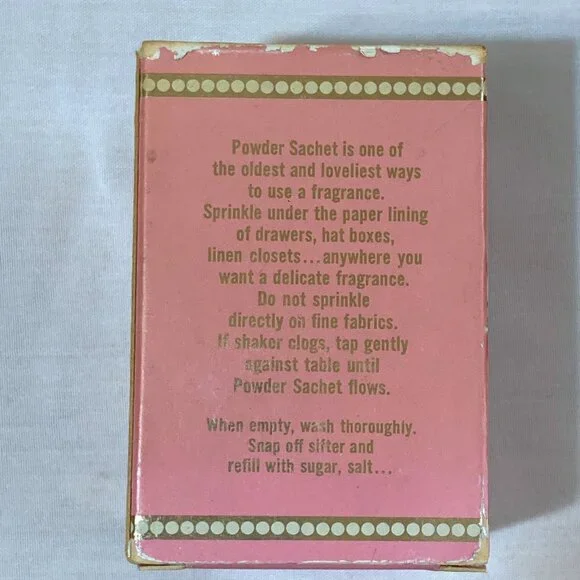 Powder Sachet is one of
the oldest and loveliest ways
to use a fragrance.
Sprinkle under the paper lining
of drawers, hat boxes,
linen closets...anywhere you
want a delicate fragrance.
Do not sprinkle
directly on fine fabrics.
If shaker clogs, tap gently
against table until
Powder Sachet flows.
When empty, wash thoroughly.
Snap off sifter and
refill with sugar, salt...